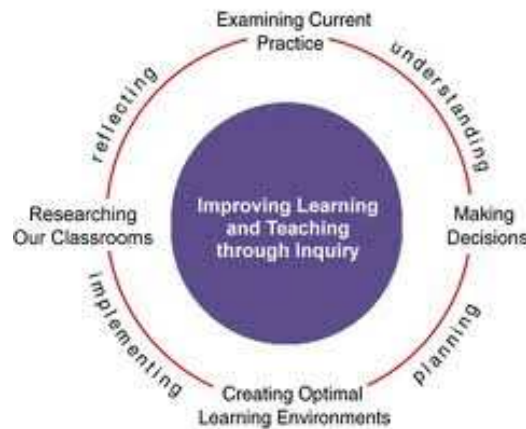 Examining Current
Practice
understanding
Making
Decisions
planning
Creating Optimal
Learning Environments
implementing
Researching
Our Classrooms
reflecting
Improving Learning
and Teaching
through Inquiry